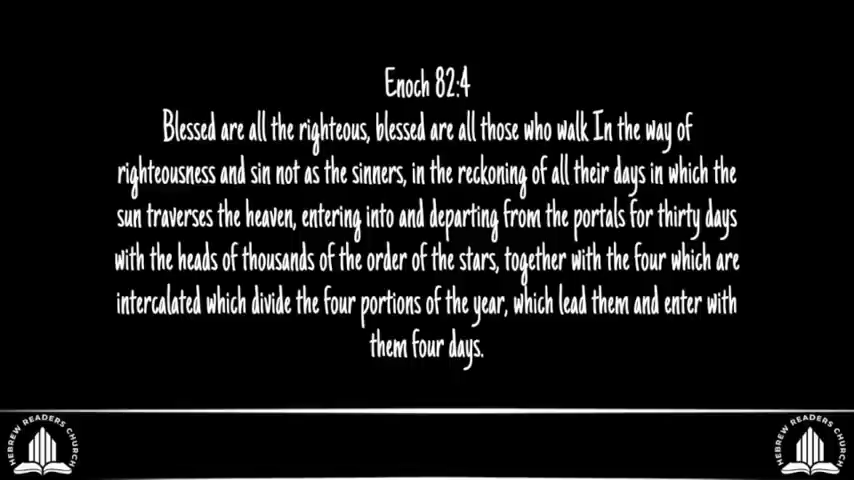 Enoch 82:4
Blessed are all the righteous, blessed are all those who walk In the way of
righteousness and sin not as the sinners, in the reckoning of all their days in which the
sun traverses the heaven, entering into and departing from the portals for thirty days
with the heads of thousands of the order of the stars, together with the four which are
intercalated which divide the four portions of the year, which lead them and enter with
them four days.
HEBREW READERS CHURCH
HEBREW READERS CHURCH